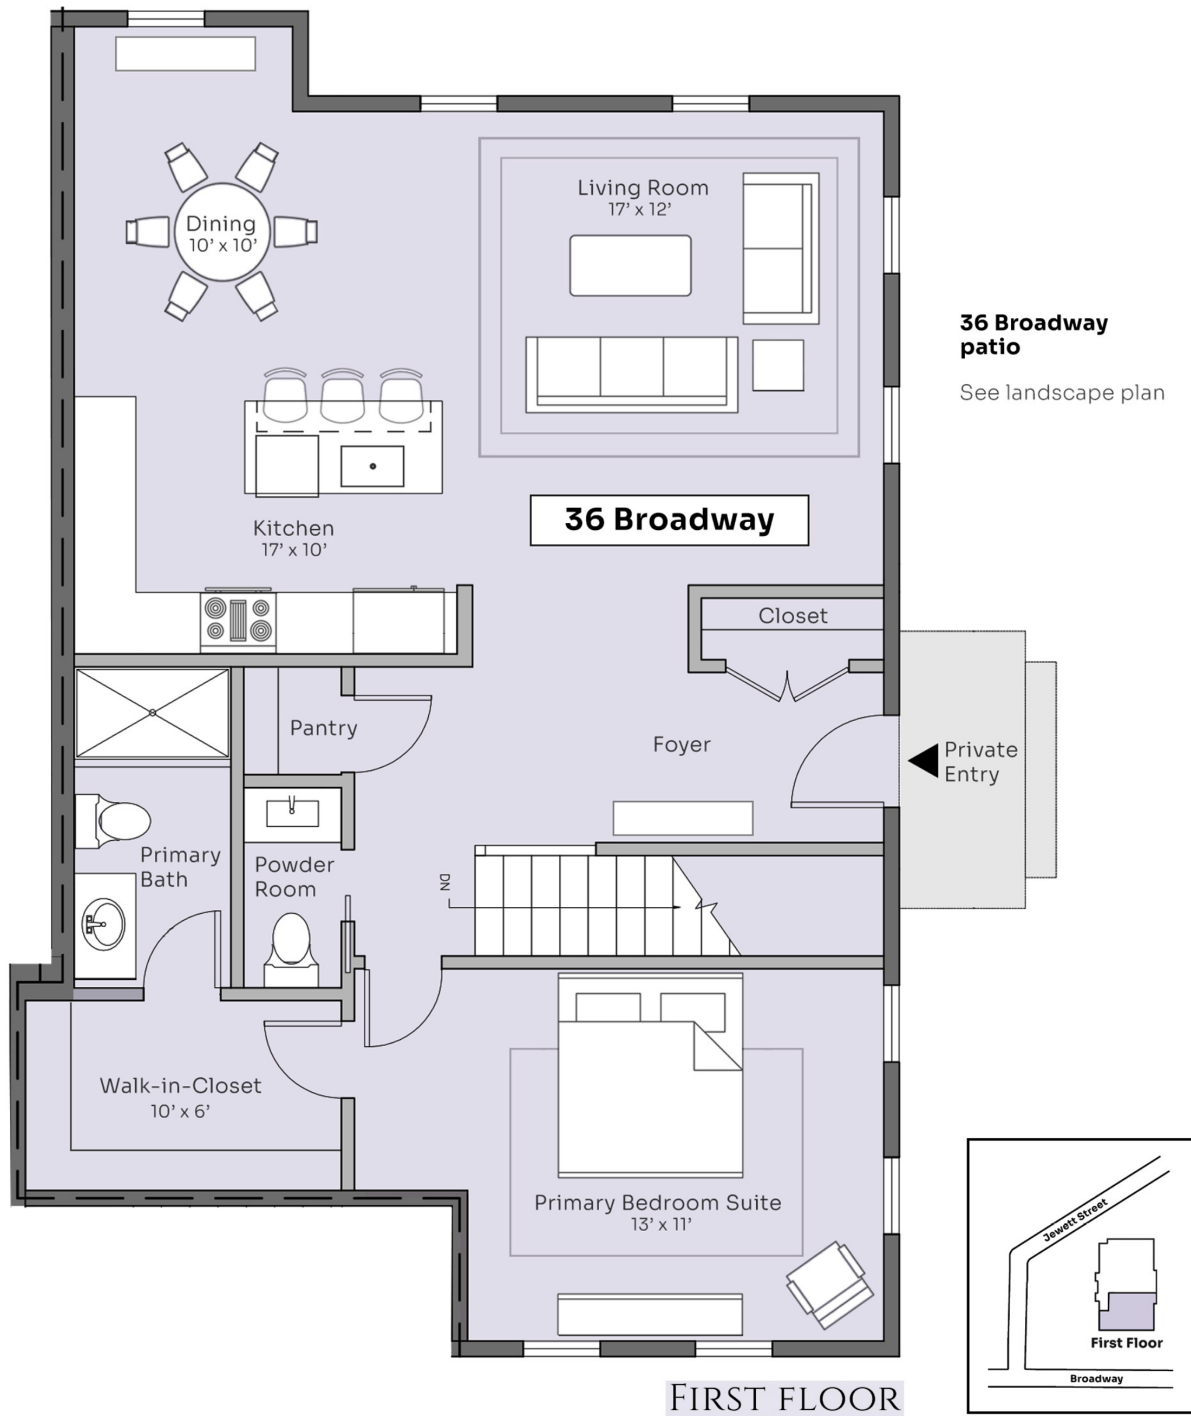 Dining
10’ x 10’
Living Room
17’ x 12’
36 Broadway
patio
See landscape plan
Kitchen
17’ x 10’
36 Broadway
Closet
Pantry
Foyer
Private
Entry
Primary
Bath
Powder
Room
DN
Walk-in-Closet
10’ x 6’
Primary Bedroom Suite
13’ x 11’
Jewett Street
First Floor
Broadway
FIRST FLOOR